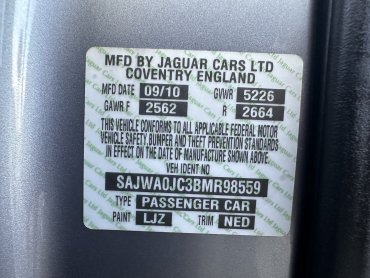 MFD BY JAGUAR CARS LTD
COVENTRY ENGLAND
MFD DATE 09/10 GVWR 5226
GAWR F 2562 R 2664
THIS VEHICLE CONFORMS TO ALL APPLICABLE FEDERAL MOTOR
VEHICLE SAFETY, BUMPER AND THEFT PREVENTION STANDARDS
IN EFFECT ON THE DATE OF MANUFACTURE SHOWN ABOVE
VEH IDENT NO
SAJWA0JC3BMR98559
TYPE PASSENGER CAR
PAINT LJZ TRIM NED